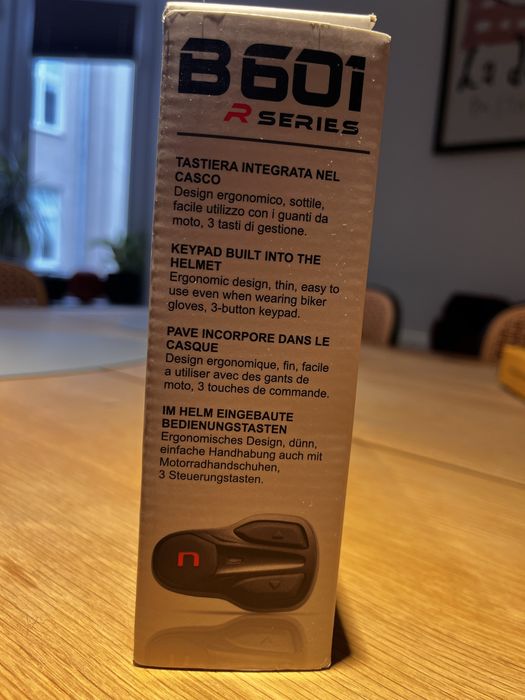 B601
R SERIES
TASTIERA INTEGRATA NEL
CASCO
Design ergonomico, sottile,
facile utilizzo con i guanti da
moto, 3 tasti di gestione.
KEYPAD BUILT INTO THE
HELMET
Ergonomic design, thin, easy to
use even when wearing biker
gloves, 3-button keypad.
PAVE INCORPORE DANS LE
CASQUE
Design ergonomique, fin, facile
a utiliser avec des gants de
moto, 3 touches de commande.
IM HELM EINGEBAUTE
BEDIENUNGSTASTEN
Ergonomisches Design, dünn,
einfache Handhabung auch mit
Motorradhandschuhen,
3 Steuerungstasten.
n